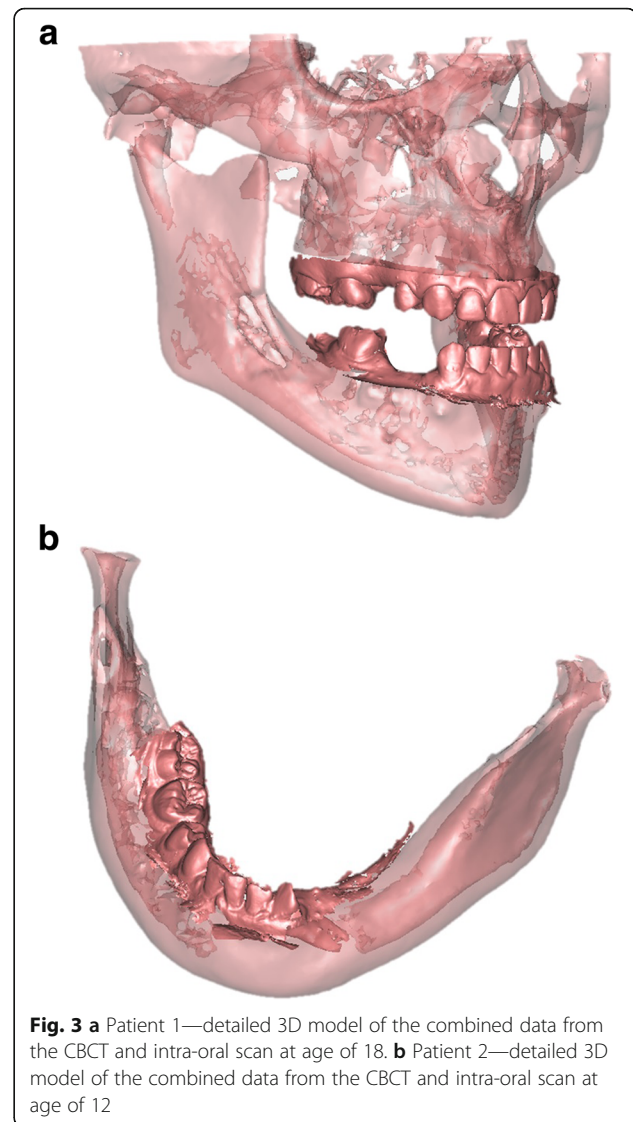 a
b
Fig. 3 a Patient 1—detailed 3D model of the combined data from
the CBCT and intra-oral scan at age of 18. b Patient 2—detailed 3D
model of the combined data from the CBCT and intra-oral scan at
age of 12